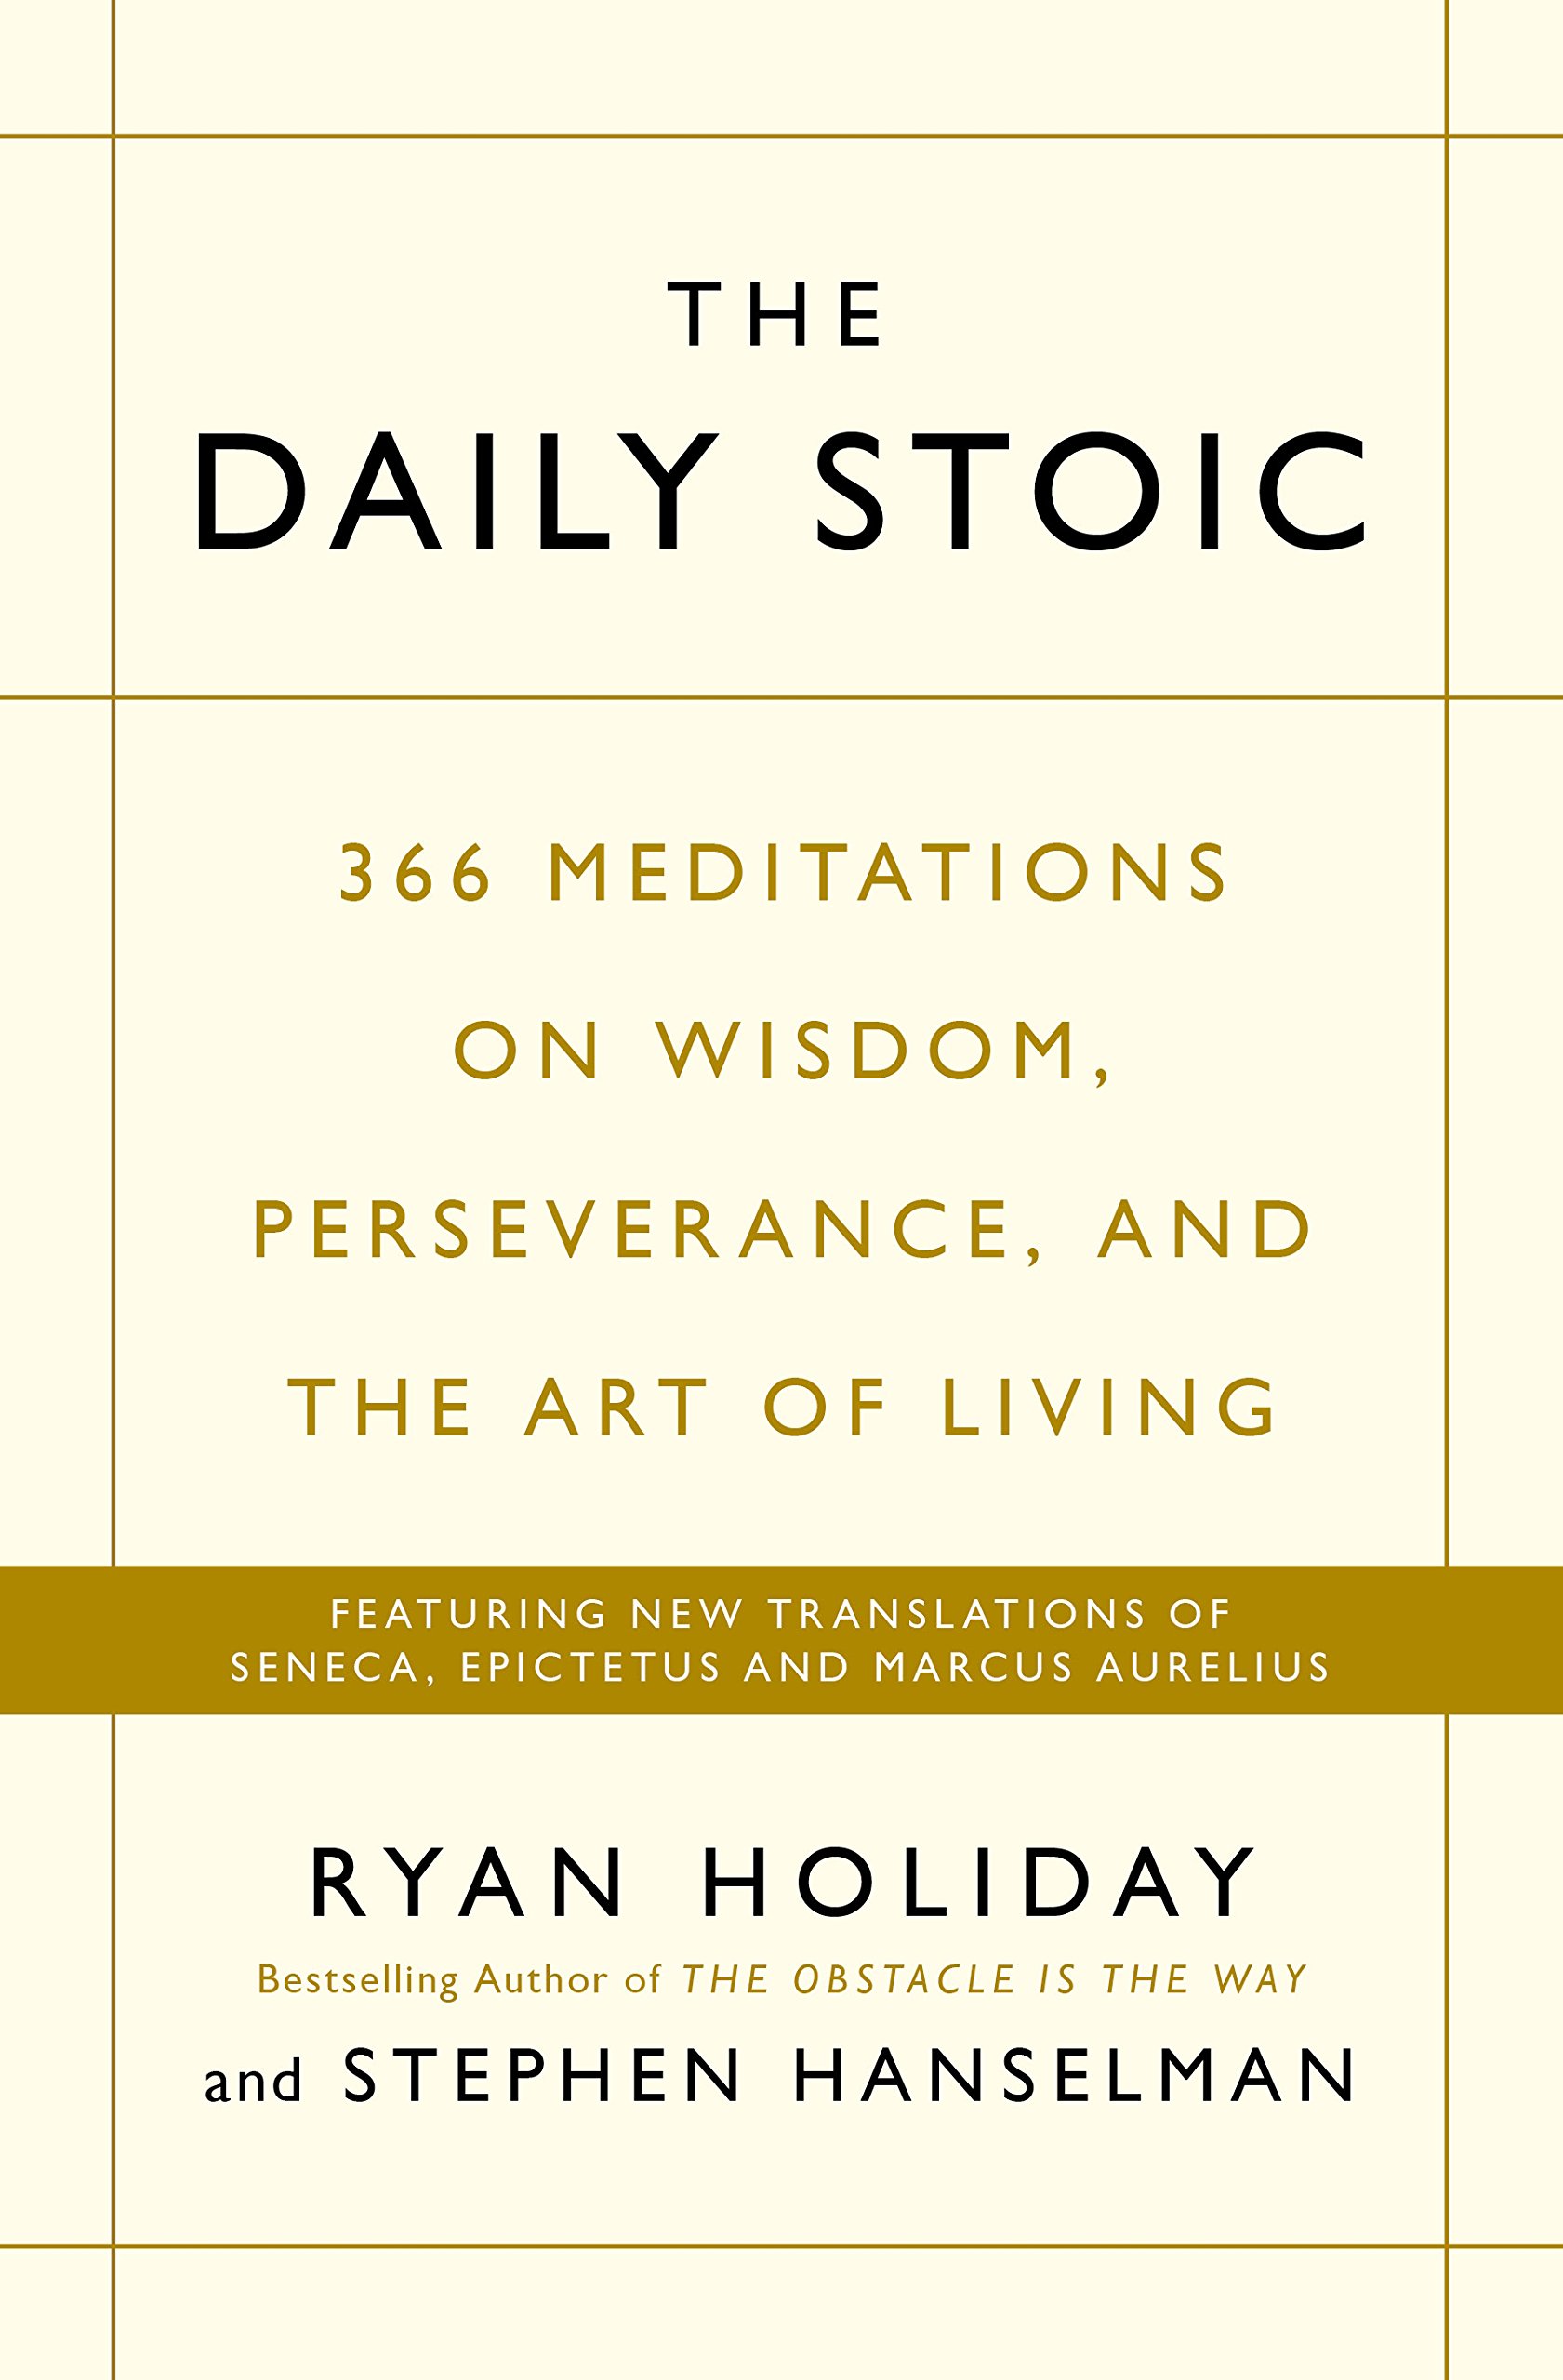 THE
DAILY STOIC
366 MEDITATIONS
ON WISDOM,
PERSEVERANCE, AND
THE ART OF LIVING
FEATURING NEW TRANSLATIONS OF
SENECA, EPICTETUS AND MARCUS AURELIUS
RYAN HOLIDAY
Bestselling Author of THE OBSTACLE IS THE WAY
and STEPHEN HANSELMAN